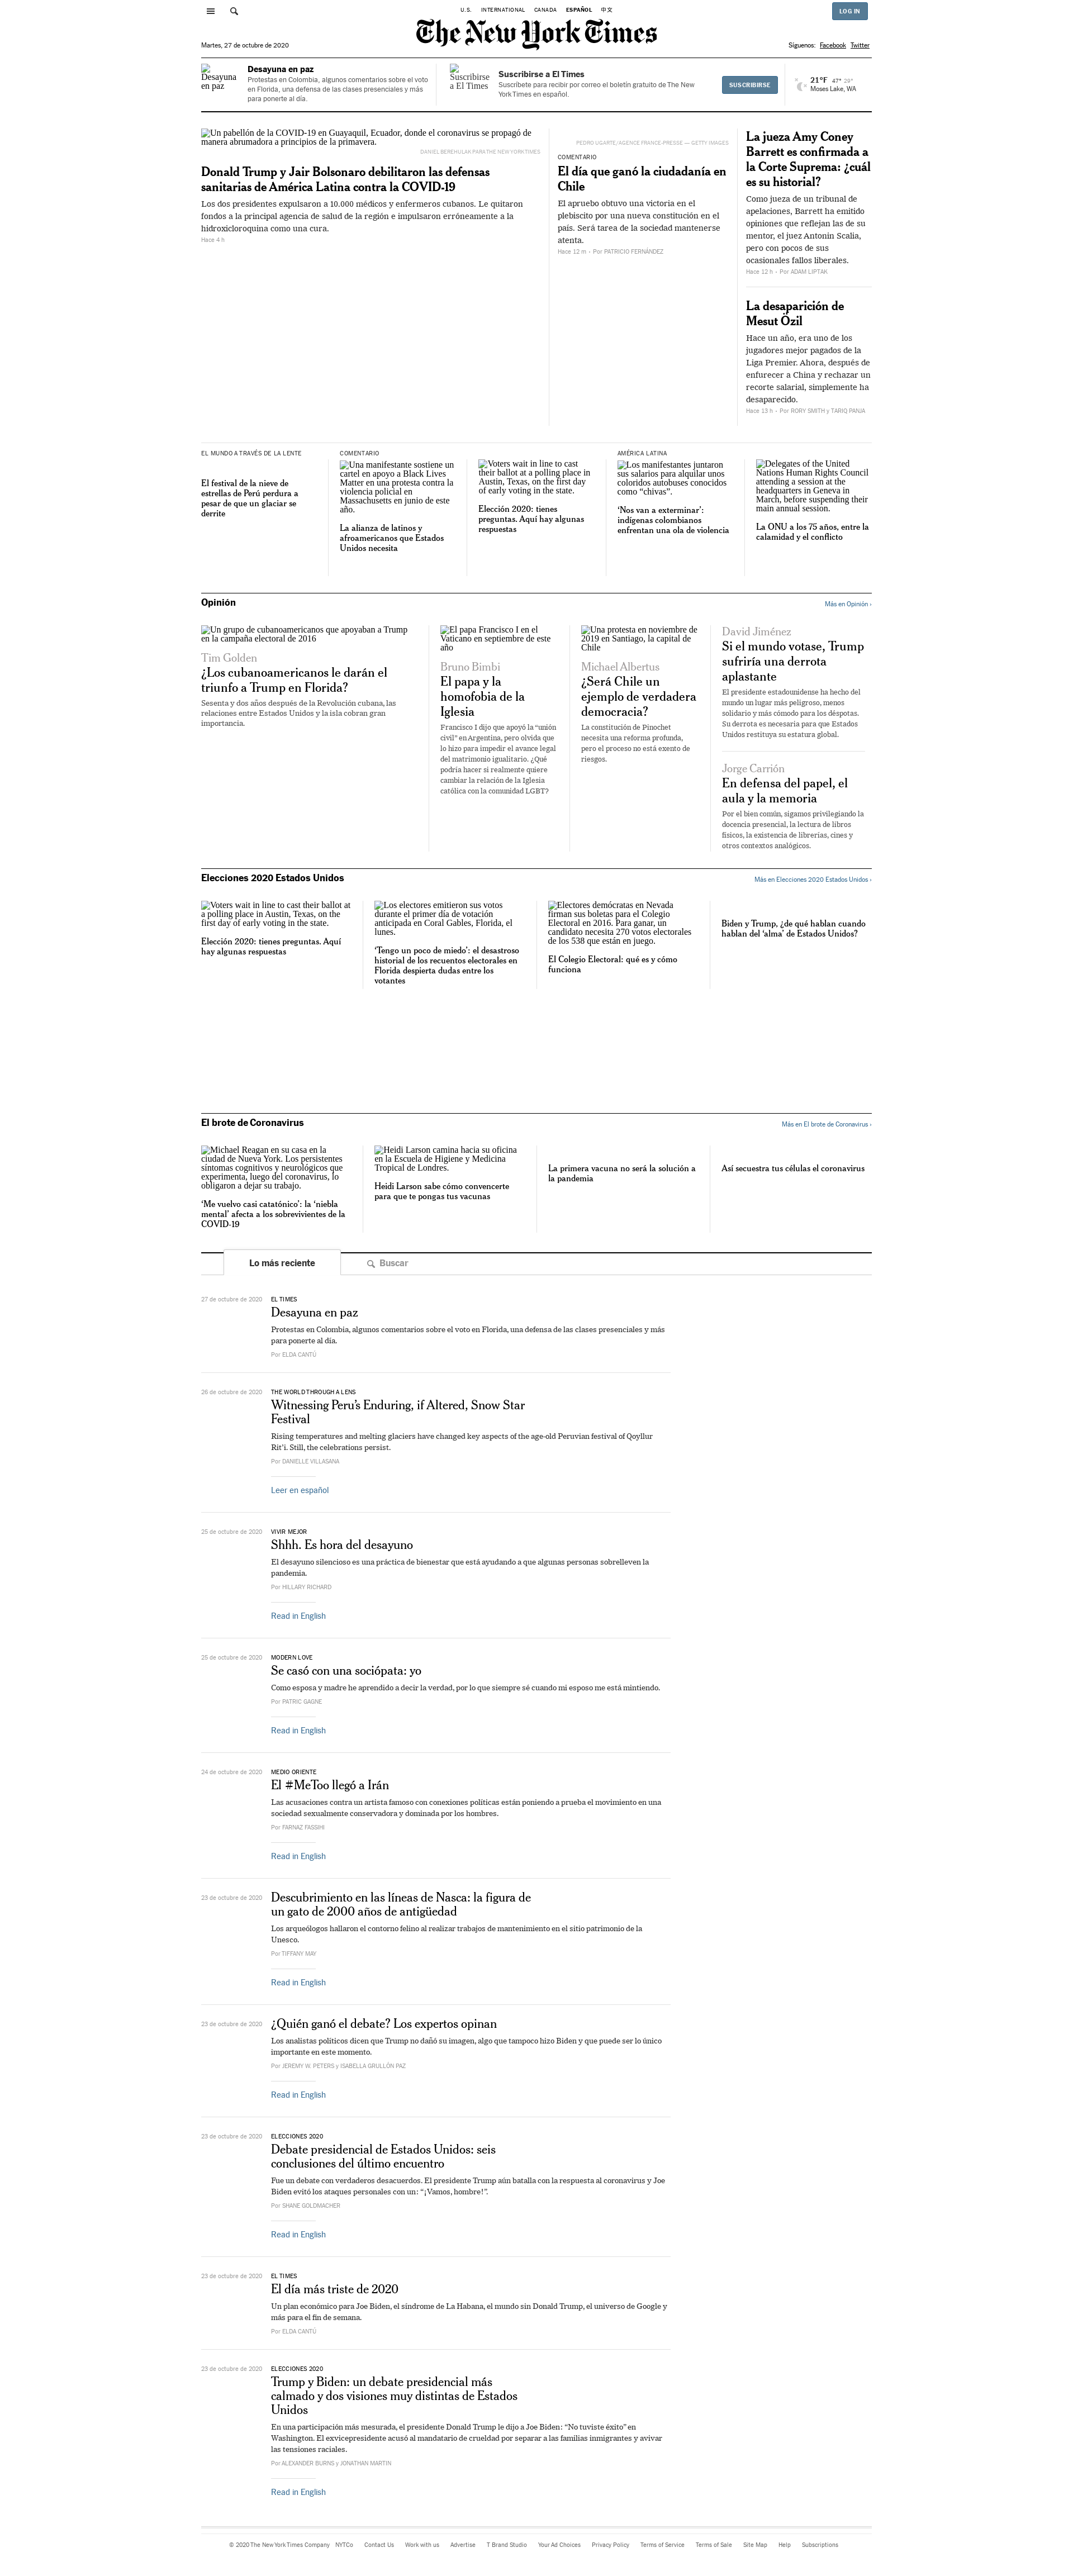 U.S. INTERNATIONAL CANADA ESPAÑOL 中文
LOG IN
The New York Times
Martes, 27 de octubre de 2020
Síguenos: Facebook Twitter
Desayuna
en paz
Desayuna en paz
Protestas en Colombia, algunos comentarios sobre el voto
en Florida, una defensa de las clases presenciales y más
para ponerte al día.
Suscribirse
a El Times
Suscribirse a El Times
Suscríbete para recibir por correo el boletín gratuito de The New
York Times en español.
SUSCRIBIRSE
21°F 47° 29°
Moses Lake, WA
Un pabellón de la COVID-19 en Guayaquil, Ecuador, donde el coronavirus se propagó de
manera abrumadora a principios de la primavera.
DANIEL BEREHULAK PARA THE NEW YORK TIMES
Donald Trump y Jair Bolsonaro debilitaron las defensas
sanitarias de América Latina contra la COVID-19
Los dos presidentes expulsaron a 10.000 médicos y enfermeros cubanos. Le quitaron
fondos a la principal agencia de salud de la región e impulsaron erróneamente a la
hidroxicloroquina como una cura.
Hace 4 h
PEDRO UGARTE/AGENCE FRANCE-PRESSE — GETTY IMAGES
COMENTARIO
El día que ganó la ciudadanía en
Chile
El apruebo obtuvo una victoria en el
plebiscito por una nueva constitución en el
país. Será tarea de la sociedad mantenerse
atenta.
Hace 12 m • Por PATRICIO FERNÁNDEZ
La jueza Amy Coney
Barrett es confirmada a
la Corte Suprema: ¿cuál
es su historial?
Como jueza de un tribunal de
apelaciones, Barrett ha emitido
opiniones que reflejan las de su
mentor, el juez Antonin Scalia,
pero con pocos de sus
ocasionales fallos liberales.
Hace 12 h • Por ADAM LIPTAK
La desaparición de
Mesut Özil
Hace un año, era uno de los
jugadores mejor pagados de la
Liga Premier. Ahora, después de
enfurecer a China y rechazar un
recorte salarial, simplemente ha
desaparecido.
Hace 13 h • Por RORY SMITH y TARIQ PANJA
EL MUNDO A TRAVÉS DE LA LENTE
El festival de la nieve de
estrellas de Perú perdura a
pesar de que un glaciar se
derrite
COMENTARIO
Una manifestante sostiene un
cartel en apoyo a Black Lives
Matter en una protesta contra la
violencia policial en
Massachusetts en junio de este
año.
La alianza de latinos y
afroamericanos que Estados
Unidos necesita
Voters wait in line to cast
their ballot at a polling place in
Austin, Texas, on the first day
of early voting in the state.
Elección 2020: tienes
preguntas. Aquí hay algunas
respuestas
AMÉRICA LATINA
Los manifestantes juntaron
sus salarios para alquilar unos
coloridos autobuses conocidos
como “chivas”.
‘Nos van a exterminar’:
indígenas colombianos
enfrentan una ola de violencia
Delegates of the United
Nations Human Rights Council
attending a session at the
headquarters in Geneva in
March, before suspending their
main annual session.
La ONU a los 75 años, entre la
calamidad y el conflicto
Opinión
Más en Opinión ›
Un grupo de cubanoamericanos que apoyaban a Trump
en la campaña electoral de 2016
Tim Golden
¿Los cubanoamericanos le darán el
triunfo a Trump en Florida?
Sesenta y dos años después de la Revolución cubana, las
relaciones entre Estados Unidos y la isla cobran gran
importancia.
El papa Francisco I en el
Vaticano en septiembre de este
año
Bruno Bimbi
El papa y la
homofobia de la
Iglesia
Francisco I dijo que apoyó la “unión
civil” en Argentina, pero olvida que
lo hizo para impedir el avance legal
del matrimonio igualitario. ¿Qué
podría hacer si realmente quiere
cambiar la relación de la Iglesia
católica con la comunidad LGBT?
Una protesta en noviembre de
2019 en Santiago, la capital de
Chile
Michael Albertus
¿Será Chile un
ejemplo de verdadera
democracia?
La constitución de Pinochet
necesita una reforma profunda,
pero el proceso no está exento de
riesgos.
David Jiménez
Si el mundo votase, Trump
sufriría una derrota
aplastante
El presidente estadounidense ha hecho del
mundo un lugar más peligroso, menos
solidario y más cómodo para los déspotas.
Su derrota es necesaria para que Estados
Unidos restituya su estatura global.
Jorge Carrión
En defensa del papel, el
aula y la memoria
Por el bien común, sigamos privilegiando la
docencia presencial, la lectura de libros
físicos, la existencia de librerías, cines y
otros contextos analógicos.
Elecciones 2020 Estados Unidos
Más en Elecciones 2020 Estados Unidos ›
Voters wait in line to cast their ballot at
a polling place in Austin, Texas, on the
first day of early voting in the state.
Elección 2020: tienes preguntas. Aquí
hay algunas respuestas
Los electores emitieron sus votos
durante el primer día de votación
anticipada en Coral Gables, Florida, el
lunes.
‘Tengo un poco de miedo’: el desastroso
historial de los recuentos electorales en
Florida despierta dudas entre los
votantes
Electores demócratas en Nevada
firman sus boletas para el Colegio
Electoral en 2016. Para ganar, un
candidato necesita 270 votos electorales
de los 538 que están en juego.
El Colegio Electoral: qué es y cómo
funciona
Biden y Trump, ¿de qué hablan cuando
hablan del ‘alma’ de Estados Unidos?
El brote de Coronavirus
Más en El brote de Coronavirus ›
Michael Reagan en su casa en la
ciudad de Nueva York. Los persistentes
síntomas cognitivos y neurológicos que
experimenta, luego del coronavirus, lo
obligaron a dejar su trabajo.
‘Me vuelvo casi catatónico’: la ‘niebla
mental’ afecta a los sobrevivientes de la
COVID-19
Heidi Larson camina hacia su oficina
en la Escuela de Higiene y Medicina
Tropical de Londres.
Heidi Larson sabe cómo convencerte
para que te pongas tus vacunas
La primera vacuna no será la solución a
la pandemia
Así secuestra tus células el coronavirus
Lo más reciente
Buscar
27 de octubre de 2020
EL TIMES
Desayuna en paz
Protestas en Colombia, algunos comentarios sobre el voto en Florida, una defensa de las clases presenciales y más
para ponerte al día.
Por ELDA CANTÚ
26 de octubre de 2020
THE WORLD THROUGH A LENS
Witnessing Peru’s Enduring, if Altered, Snow Star
Festival
Rising temperatures and melting glaciers have changed key aspects of the age-old Peruvian festival of Qoyllur
Rit’i. Still, the celebrations persist.
Por DANIELLE VILLASANA
Leer en español
25 de octubre de 2020
VIVIR MEJOR
Shhh. Es hora del desayuno
El desayuno silencioso es una práctica de bienestar que está ayudando a que algunas personas sobrelleven la
pandemia.
Por HILLARY RICHARD
Read in English
25 de octubre de 2020
MODERN LOVE
Se casó con una sociópata: yo
Como esposa y madre he aprendido a decir la verdad, por lo que siempre sé cuando mi esposo me está mintiendo.
Por PATRIC GAGNE
Read in English
24 de octubre de 2020
MEDIO ORIENTE
El #MeToo llegó a Irán
Las acusaciones contra un artista famoso con conexiones políticas están poniendo a prueba el movimiento en una
sociedad sexualmente conservadora y dominada por los hombres.
Por FARNAZ FASSIHI
Read in English
23 de octubre de 2020
Descubrimiento en las líneas de Nasca: la figura de
un gato de 2000 años de antigüedad
Los arqueólogos hallaron el contorno felino al realizar trabajos de mantenimiento en el sitio patrimonio de la
Unesco.
Por TIFFANY MAY
Read in English
23 de octubre de 2020
¿Quién ganó el debate? Los expertos opinan
Los analistas políticos dicen que Trump no dañó su imagen, algo que tampoco hizo Biden y que puede ser lo único
importante en este momento.
Por JEREMY W. PETERS y ISABELLA GRULLÓN PAZ
Read in English
23 de octubre de 2020
ELECCIONES 2020
Debate presidencial de Estados Unidos: seis
conclusiones del último encuentro
Fue un debate con verdaderos desacuerdos. El presidente Trump aún batalla con la respuesta al coronavirus y Joe
Biden evitó los ataques personales con un: “¡Vamos, hombre!”.
Por SHANE GOLDMACHER
Read in English
23 de octubre de 2020
EL TIMES
El día más triste de 2020
Un plan económico para Joe Biden, el síndrome de La Habana, el mundo sin Donald Trump, el universo de Google y
más para el fin de semana.
Por ELDA CANTÚ
23 de octubre de 2020
ELECCIONES 2020
Trump y Biden: un debate presidencial más
calmado y dos visiones muy distintas de Estados
Unidos
En una participación más mesurada, el presidente Donald Trump le dijo a Joe Biden: “No tuviste éxito” en
Washington. El exvicepresidente acusó al mandatario de crueldad por separar a las familias inmigrantes y avivar
las tensiones raciales.
Por ALEXANDER BURNS y JONATHAN MARTIN
Read in English
© 2020 The New York Times Company NYTCo Contact Us Work with us Advertise T Brand Studio Your Ad Choices Privacy Policy Terms of Service Terms of Sale Site Map Help Subscriptions